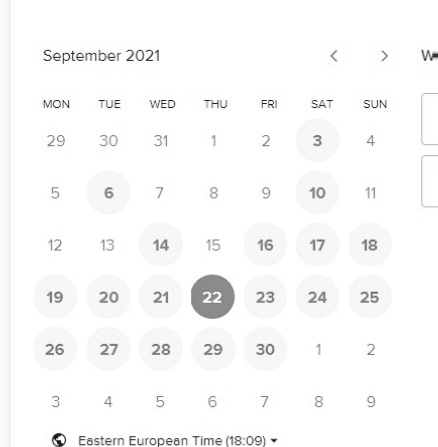 September 2021
MON TUE WED THU FRI SAT SUN
29 30 31 1 2 3 4
5 6 7 8 9 10 11
12 13 14 15 16 17 18
19 20 21 22 23 24 25
26 27 28 29 30 1 2
3 4 5 6 7 8 9
Eastern European Time (18:09)